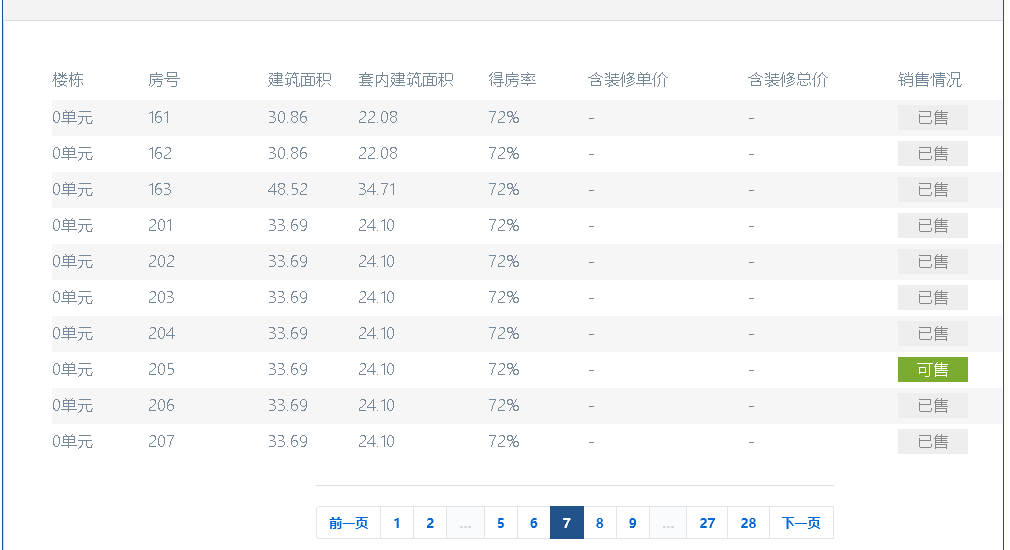 楼栋 房号 建筑面积 套内建筑面积 得房率 含装修单价 含装修总价 销售情况
0单元 161 30.86 22.08 72% - - 已售
0单元 162 30.86 22.08 72% - - 已售
0单元 163 48.52 34.71 72% - - 已售
0单元 201 33.69 24.10 72% - - 已售
0单元 202 33.69 24.10 72% - - 已售
0单元 203 33.69 24.10 72% - - 已售
0单元 204 33.69 24.10 72% - - 已售
0单元 205 33.69 24.10 72% - - 可售
0单元 206 33.69 24.10 72% - - 已售
0单元 207 33.69 24.10 72% - - 已售
前一页 1 2 ... 5 6 7 8 9 ... 27 28 下一页